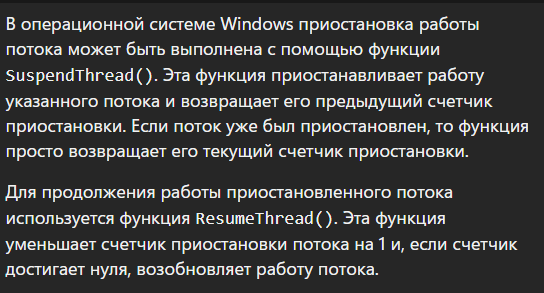 В операционной системе Windows приостановка работы
потока может быть выполнена с помощью функции
SuspendThread(). Эта функция приостанавливает работу
указанного потока и возвращает его предыдущий счетчик
приостановки. Если поток уже был приостановлен, то функция
просто возвращает его текущий счетчик приостановки.
Для продолжения работы приостановленного потока
используется функция ResumeThread(). Эта функция
уменьшает счетчик приостановки потока на 1 и, если счетчик
достигает нуля, возобновляет работу потока.